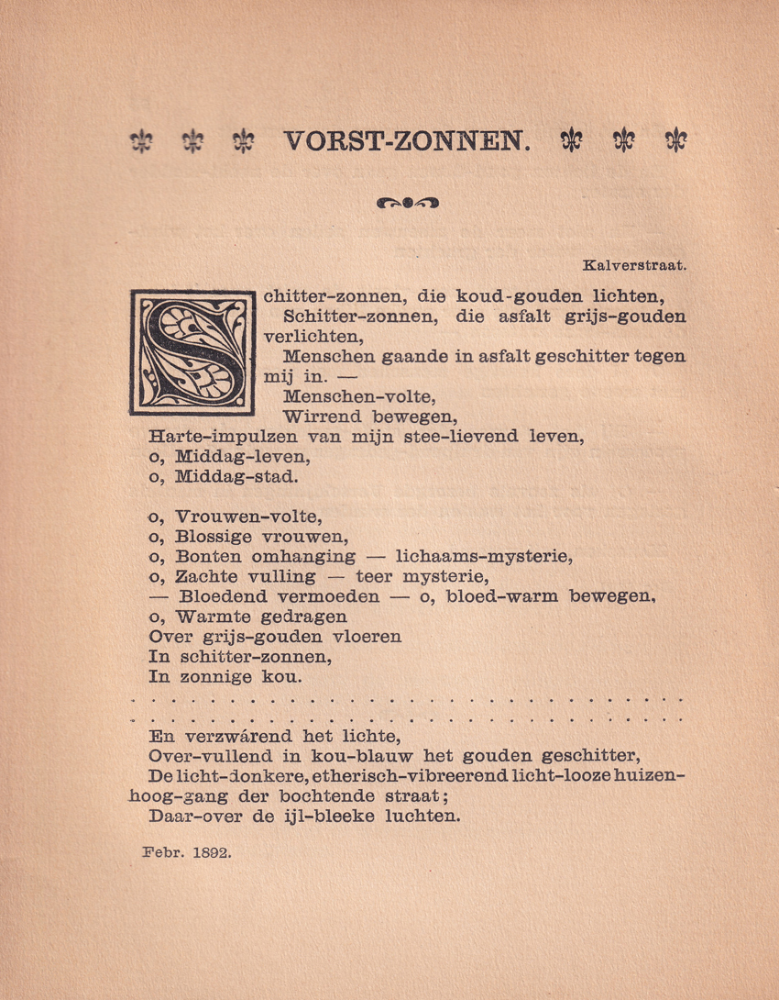 VORST-ZONNEN.
Kalverstraat.
Schitter-zonnen, die koud-gouden lichten,
Schitter-zonnen, die asfalt grijs-gouden
verlichten,
Menschen gaande in asfalt geschitter tegen
mij in. —
Menschen-volte,
Wirrend bewegen,
Harte-impulzen van mijn stee-lievend leven,
o, Middag-leven,
o, Middag-stad.
o, Vrouwen-volte,
o, Blossige vrouwen,
o, Bonten omhanging — lichaams-mysterie,
o, Zachte vulling — teer mysterie,
— Bloedend vermoeden — o, bloed-warm bewegen,
o, Warmte gedragen
Over grijs-gouden vloeren
In schitter-zonnen,
In zonnige kou.
. . . . . . . . . . . . . . . . . . . . . . . . . . . . .
. . . . . . . . . . . . . . . . . . . . . . . . . . . . .
En verzwárend het lichte,
Over-vullend in kou-blauw het gouden geschitter,
De licht-donkere, etherisch-vibreerend licht-looze huizen-
hoog-gang der bochtende straat;
Daar-over de ijl-bleeke luchten.
Febr. 1892.